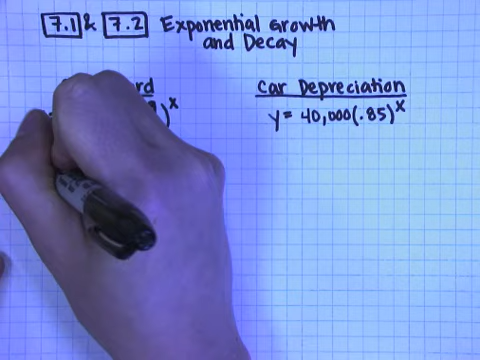 7.1 & 7.2 Exponential Growth
and Decay
Car Depreciation
)^x
y = 40,000(.85)^x